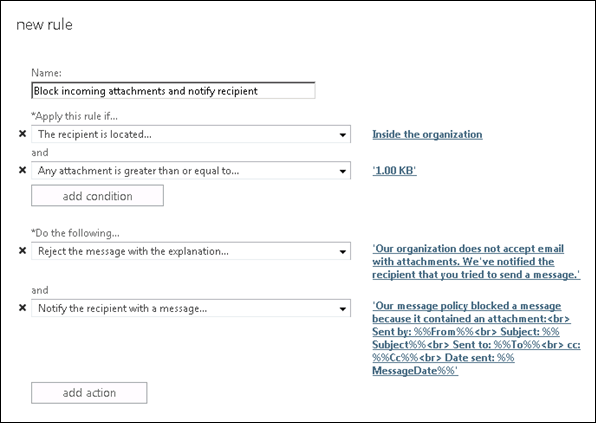 new rule
Name:
Block incoming attachments and notify recipient
*Apply this rule if...
The recipient is located...
Inside the organization
and
Any attachment is greater than or equal to...
'1.00 KB'
add condition
*Do the following...
Reject the message with the explanation...
'Our organization does not accept email
with attachments. We've notified the
recipient that you tried to send a message.'
and
Notify the recipient with a message...
'Our message policy blocked a message
because it contained an attachment:<br>
Sent by: %%From%%<br> Subject: %%
Subject%%<br> Sent to: %%To%%<br> cc:
%%Cc%%<br> Date sent: %%
MessageDate%%'
add action